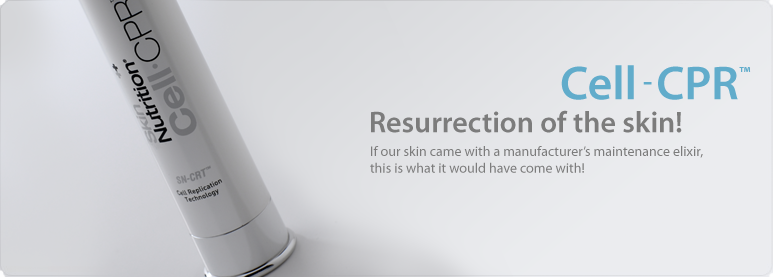 Skin
Nutrition
Cell·CPR
SN-CRT™
Cell Replication
Technology
Cell-CPR™
Resurrection of the skin!
If our skin came with a manufacturer's maintenance elixir,
this is what it would have come with!